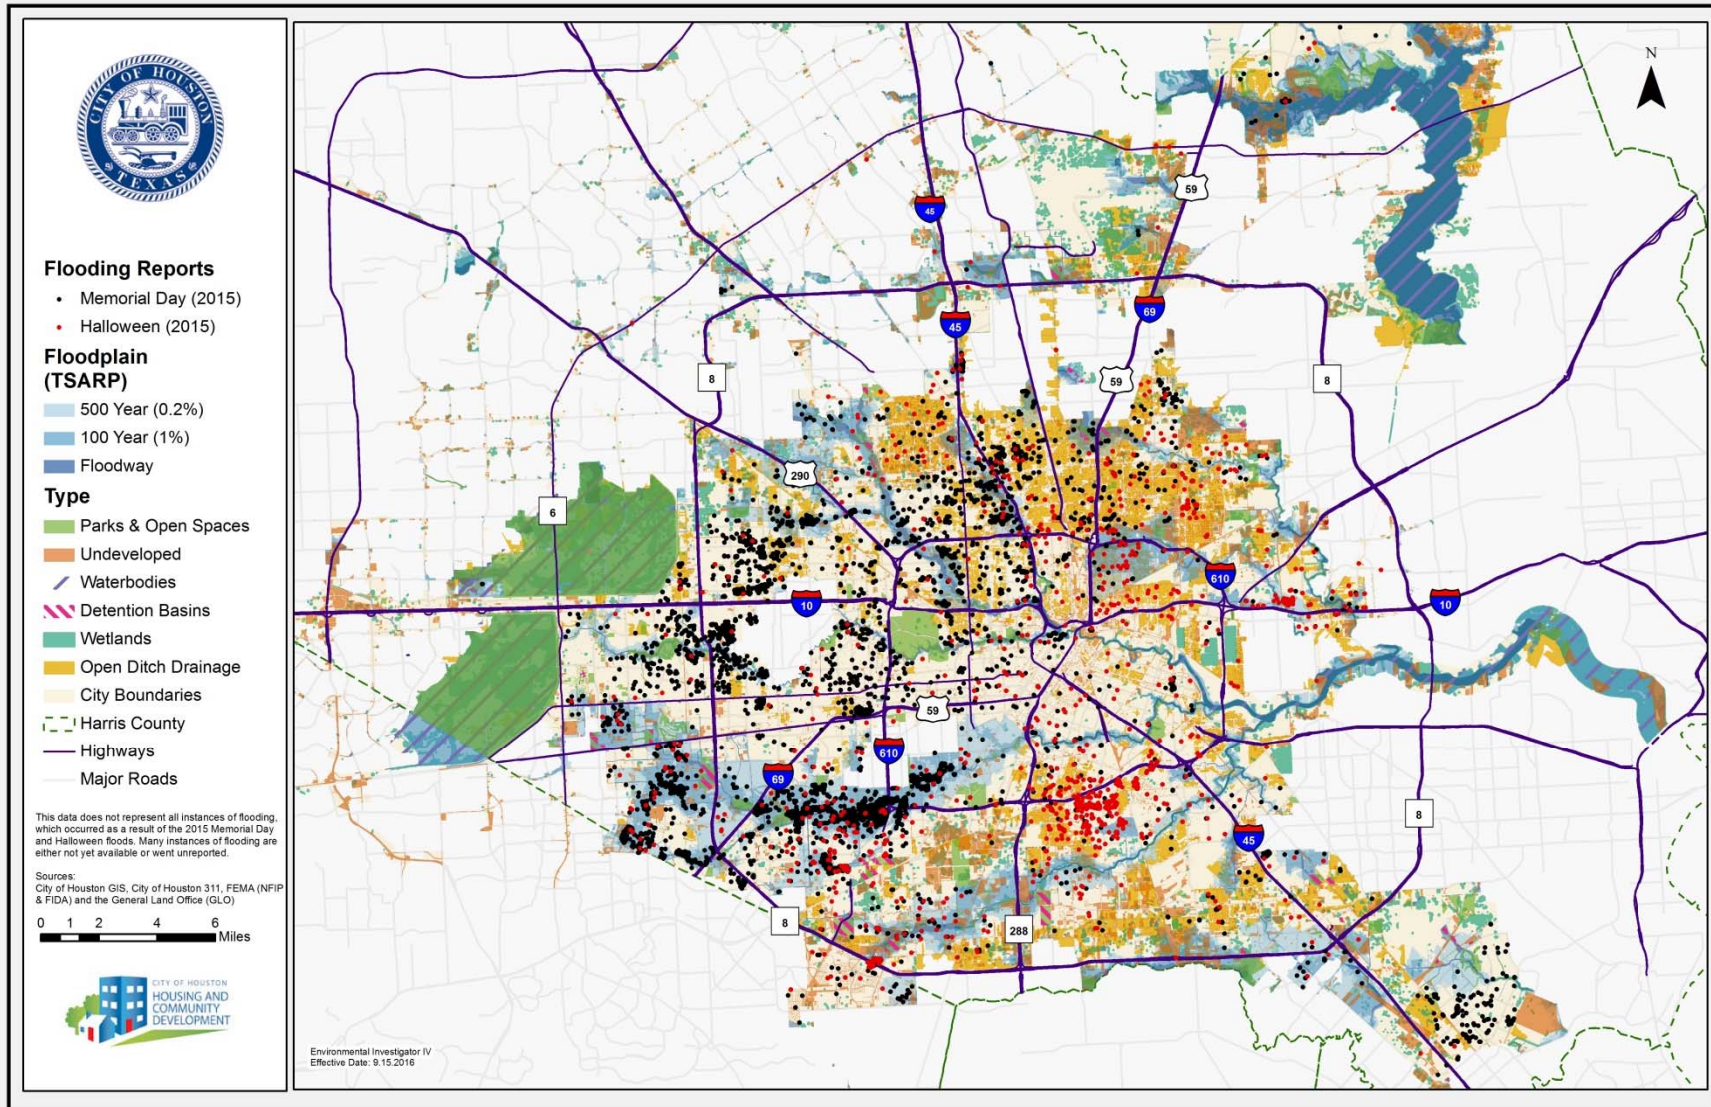 CITY OF HOUSTON
TEXAS
Flooding Reports
Memorial Day (2015)
Halloween (2015)
Floodplain
(TSARP)
500 Year (0.2%)
100 Year (1%)
Floodway
Type
Parks & Open Spaces
Undeveloped
Waterbodies
Detention Basins
Wetlands
Open Ditch Drainage
City Boundaries
Harris County
Highways
Major Roads
This data does not represent all instances of flooding,
which occurred as a result of the 2015 Memorial Day
and Halloween floods. Many instances of flooding are
either not yet available or went unreported.
Sources:
City of Houston GIS, City of Houston 311, FEMA (NFIP
& FIDA) and the General Land Office (GLO)
0 1 2 4 6
Miles
CITY OF HOUSTON
HOUSING AND
COMMUNITY
DEVELOPMENT
N
59
45
69
45
8
59
8
290
6
610
10
10
59
610
69
8
45
8
288
Environmental Investigator IV
Effective Date: 9.15.2016